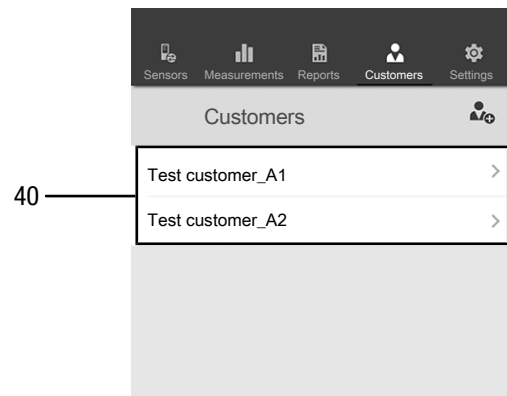 Sensors Measurements Reports Customers Settings
Customers
Test customer_A1
40
Test customer_A2